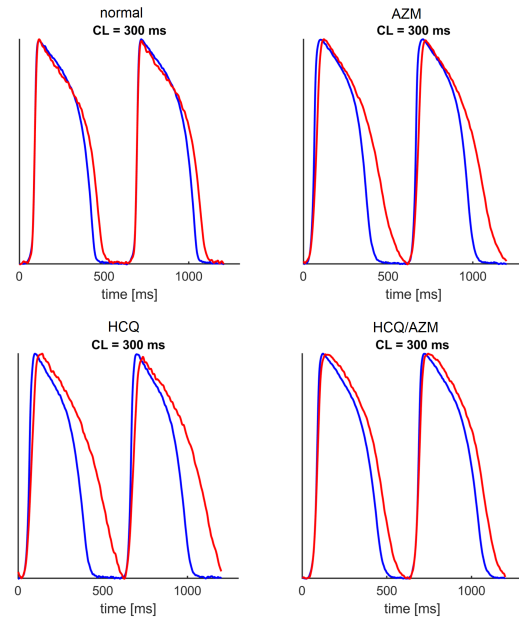 normal
CL = 300 ms
0
500
1000
time [ms]
AZM
CL = 300 ms
0
500
1000
time [ms]
HCQ
CL = 300 ms
0
500
1000
time [ms]
HCQ/AZM
CL = 300 ms
0
500
1000
time [ms]